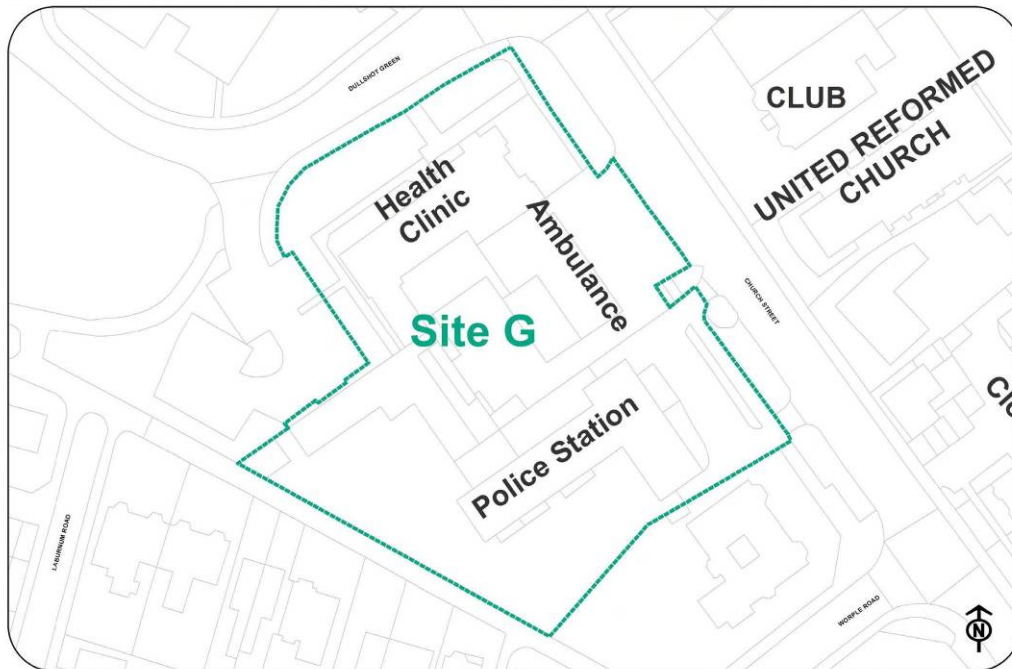 DULLSHOT GREEN
CLUB
UNITED REFORMED
CHURCH
Health
Clinic
Ambulance
Site G
CHURCH STREET
Police Station
LABURNUM ROAD
WORPLE ROAD
N